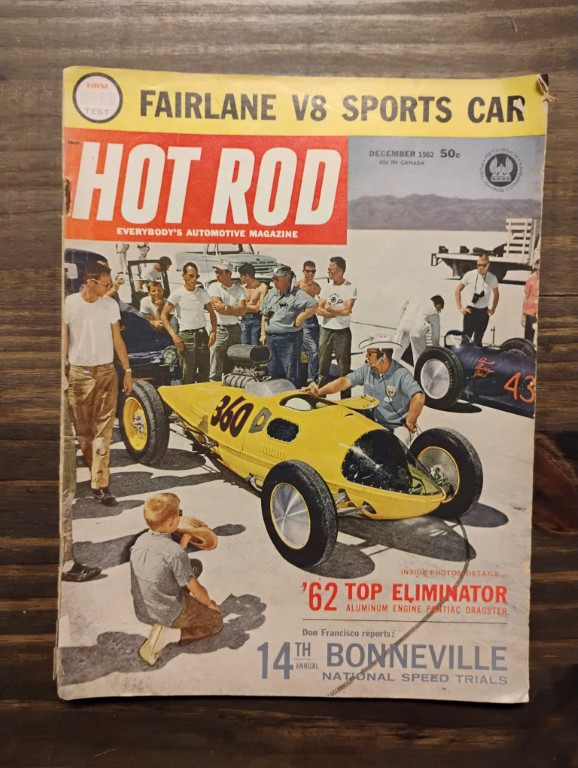 HRM
TEST
FAIRLANE V8 SPORTS CAR
DECEMBER 1962 50c
HOT ROD
EVERYBODY'S AUTOMOTIVE MAGAZINE
360 D
43
INSIDE PHOTOS-DETAILS...
'62 TOP ELIMINATOR
ALUMINUM ENGINE PONTIAC DRAGSTER
Don Francisco reports:
14TH ANNUAL BONNEVILLE
NATIONAL SPEED TRIALS